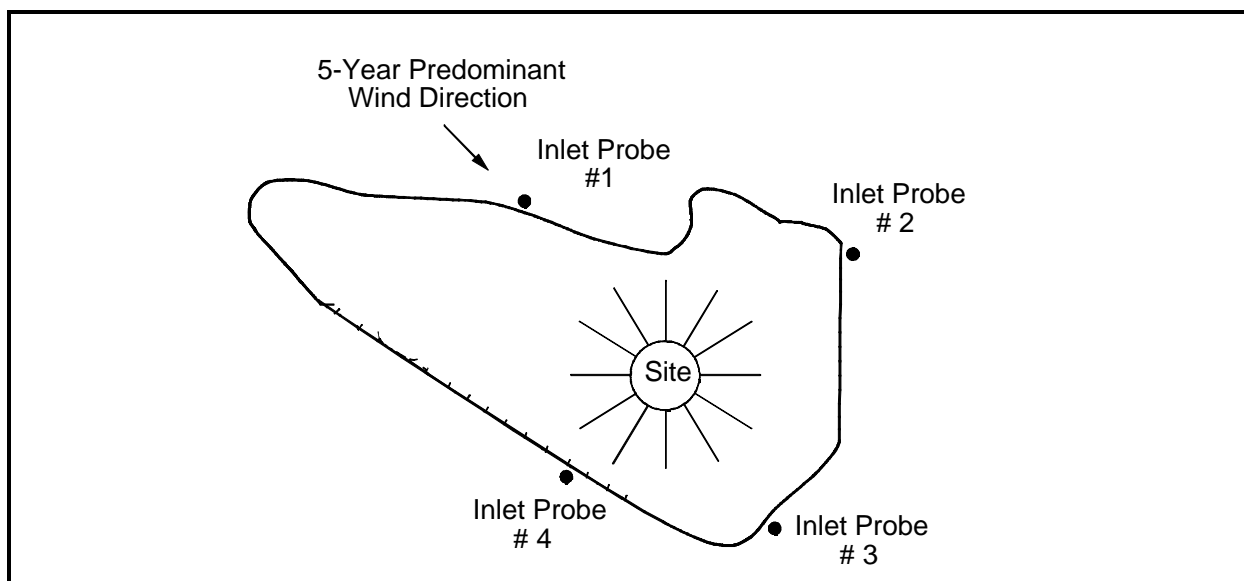 5-Year Predominant
Wind Direction
Inlet Probe
#1
Inlet Probe
# 2
Site
Inlet Probe
# 4
Inlet Probe
# 3